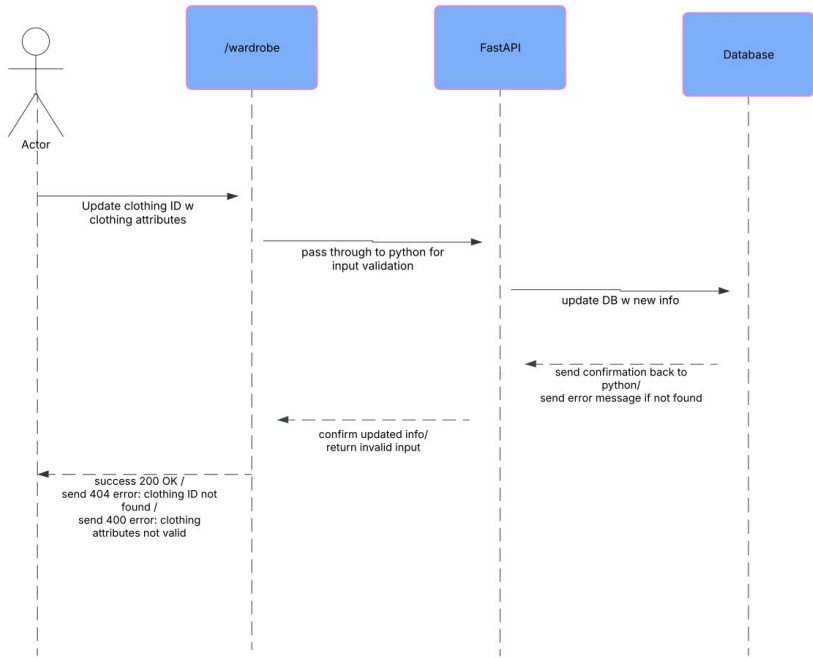 /wardrobe
FastAPI
Database
Actor
Update clothing ID w
clothing attributes
pass through to python for
input validation
update DB w new info
send confirmation back to
python/
send error message if not found
confirm updated info/
return invalid input
success 200 OK /
send 404 error: clothing ID not
found /
send 400 error: clothing
attributes not valid